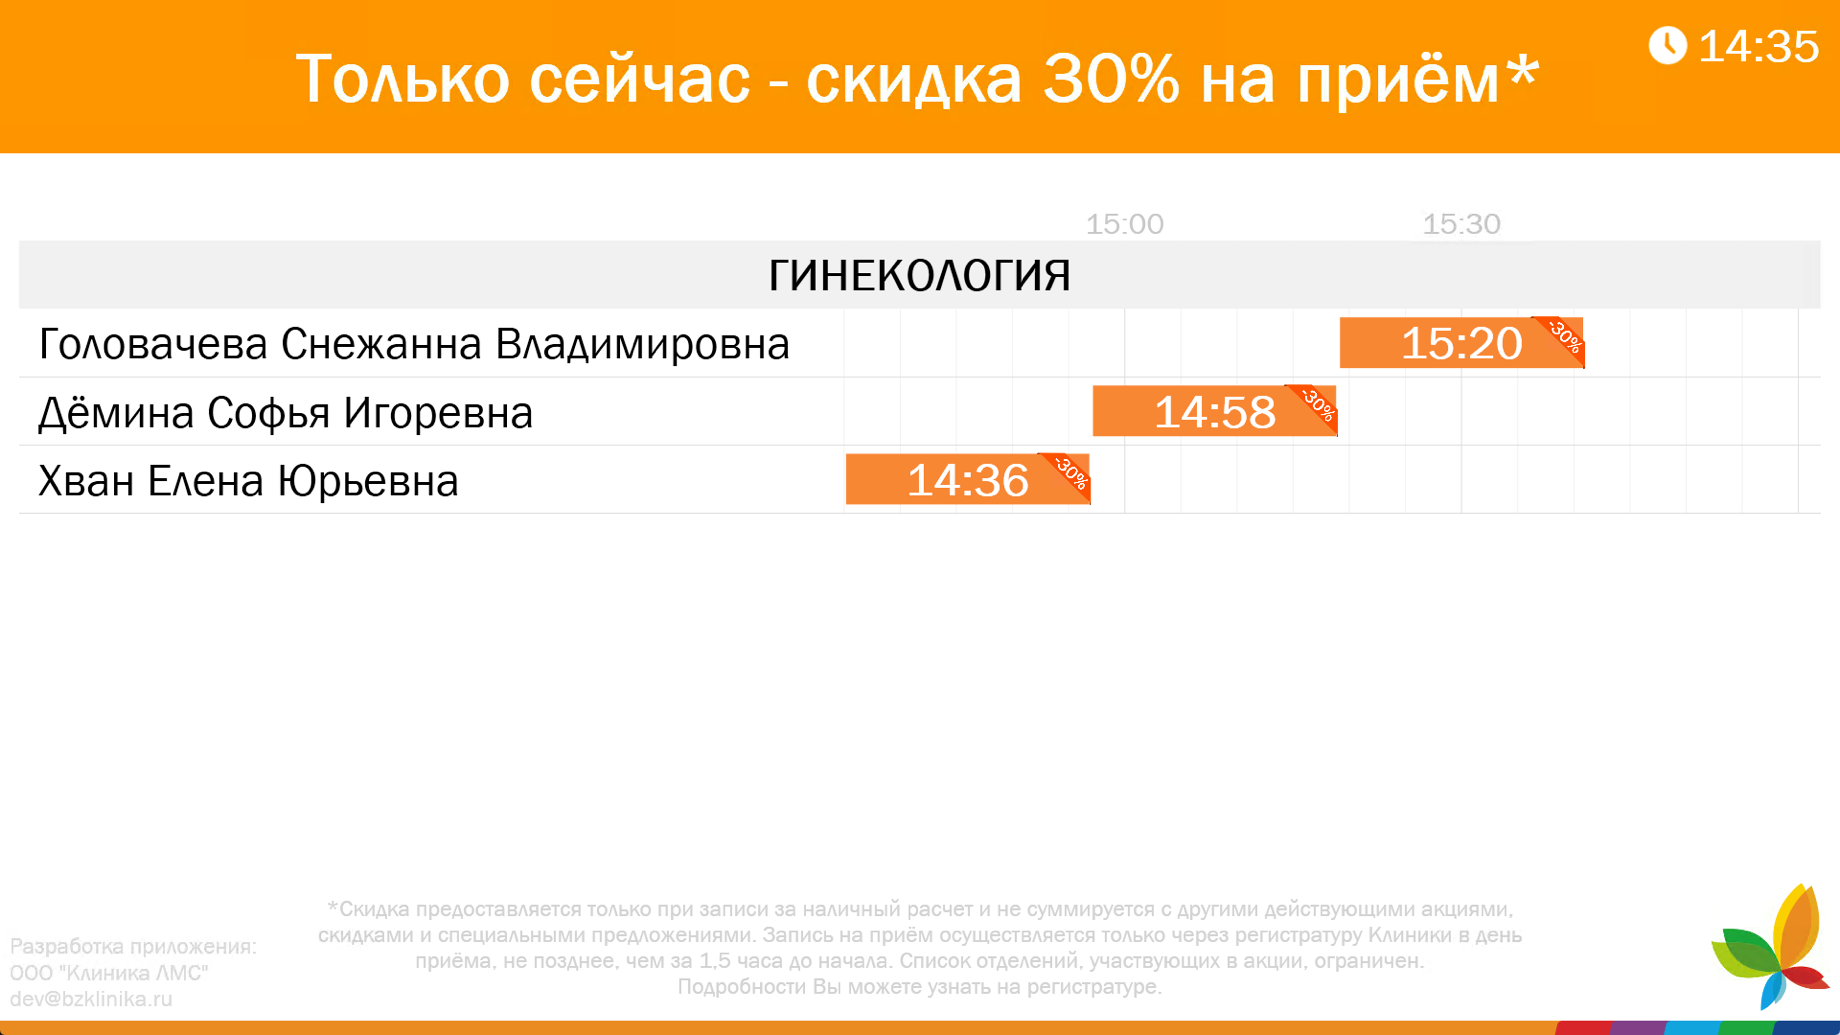 Только сейчас - скидка 30% на приём*
14:35
15:00 15:30
ГИНЕКОЛОГИЯ
Головачева Снежанна Владимировна 15:20 -30%
Дёмина Софья Игоревна 14:58 -30%
Хван Елена Юрьевна 14:36 -30%
*Скидка предоставляется только при записи за наличный расчет и не суммируется с другими действующими акциями,
скидками и специальными предложениями. Запись на приём осуществляется только через регистратуру Клиники в день
приёма, не позднее, чем за 1,5 часа до начала. Список отделений, участвующих в акции, ограничен.
Подробности Вы можете узнать на регистратуре.
Разработка приложения:
ООО "Клиника ЛМС"
dev@bzklinika.ru